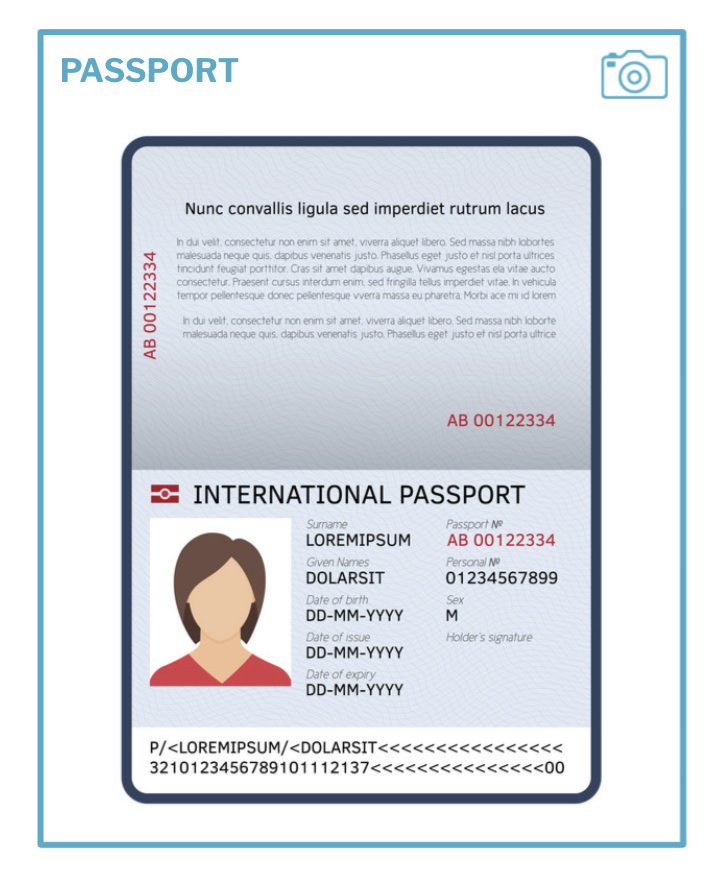 PASSPORT
Nunc convallis ligula sed imperdiet rutrum lacus
In dui velit, consectetur non enim sit amet, viverra aliquet libero. Sed massa nibh lobortes
malesuada neque quis, dapibus venenatis justo. Phasellus eget justo et nisl porta ultrices
tincidunt feugiat porttitor. Cras sit amet dapibus augue. Vivamus egestas ela vitae aucto
consectetur. Praesent cursus interdum enim, sed fringilla tellus imperdiet vitae. In vehicula
tempor pellentesque donec pellentesque vverra massa eu pharetra. Morbi ace mi id lorem
In dui velit, consectetur non enim sit amet, viverra aliquet libero. Sed massa nibh loborte
malesuada neque quis, dapibus venenatis justo. Phasellus eget justo et nisl porta ultrice
AB 00122334
AB 00122334
INTERNATIONAL PASSPORT
Surname
LOREMIPSUM
Passport №
AB 00122334
Given Names
DOLARSIT
Personal №
01234567899
Date of birth
DD-MM-YYYY
Sex
M
Date of issue
DD-MM-YYYY
Holder's signature
Date of expiry
DD-MM-YYYY
P/<LOREMIPSUM/<DOLARSIT<<<<<<<<<<<<<<<<
3210123456789101112137<<<<<<<<<<<<<<<00